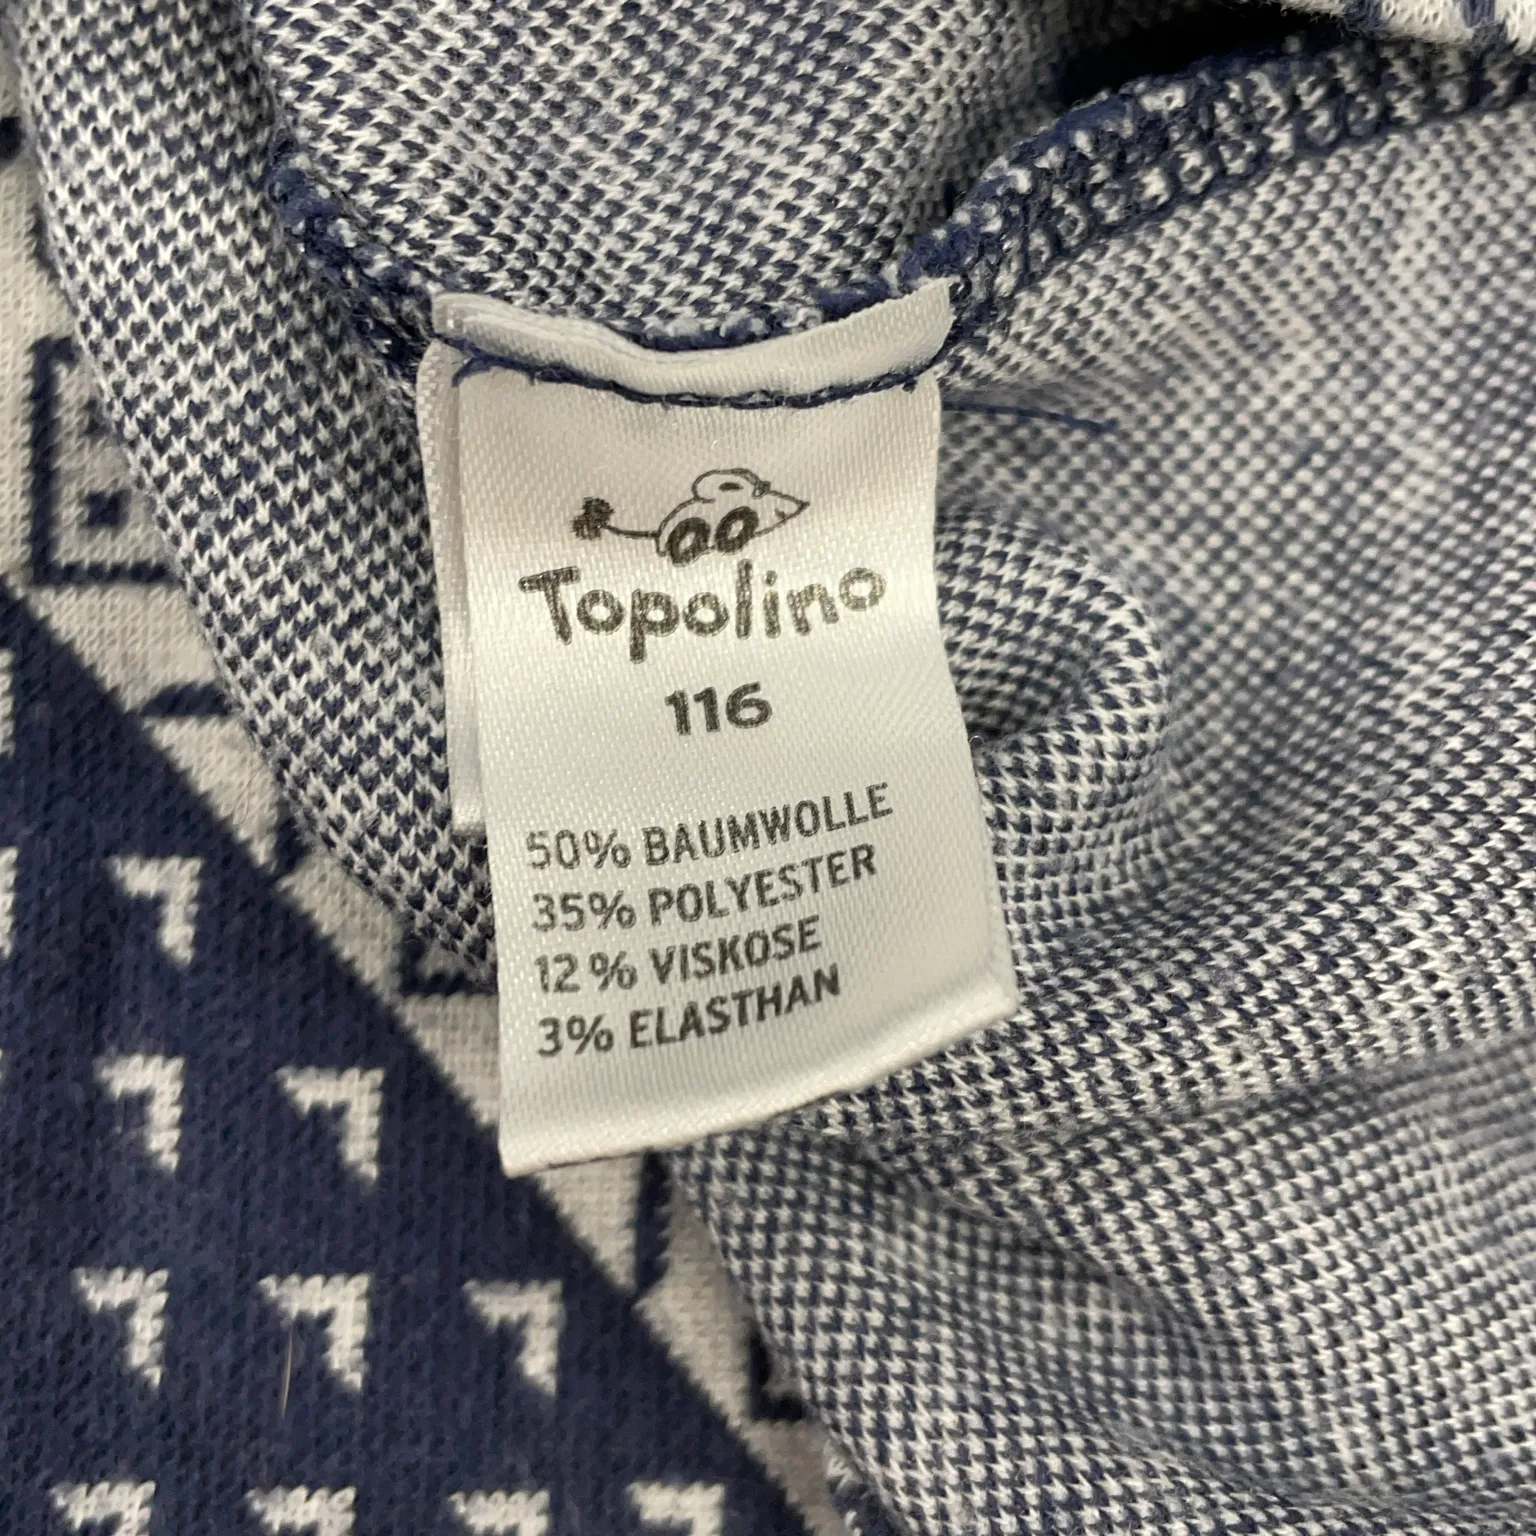 Topolino
116
50% BAUMWOLLE
35% POLYESTER
12% VISKOSE
3% ELASTHAN